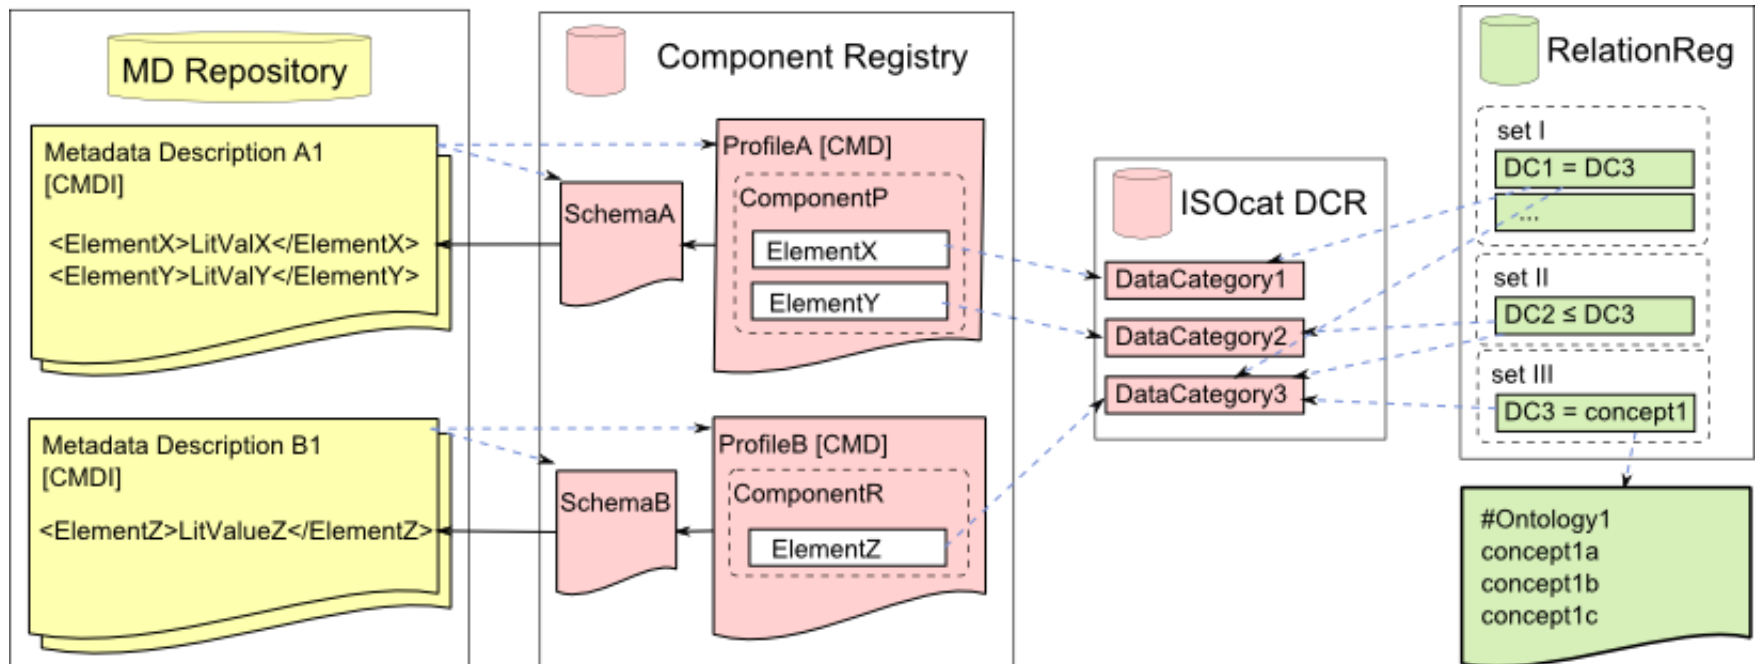 MD Repository
Metadata Description A1
[CMDI]
<ElementX>LitValX</ElementX>
<ElementY>LitValY</ElementY>
Metadata Description B1
[CMDI]
<ElementZ>LitValueZ</ElementZ>
Component Registry
SchemaA
ProfileA [CMD]
ComponentP
ElementX
ElementY
SchemaB
ProfileB [CMD]
ComponentR
ElementZ
ISOcat DCR
DataCategory1
DataCategory2
DataCategory3
RelationReg
set I
DC1 = DC3
...
set II
DC2 ≤ DC3
set III
DC3 = concept1
#Ontology1
concept1a
concept1b
concept1c